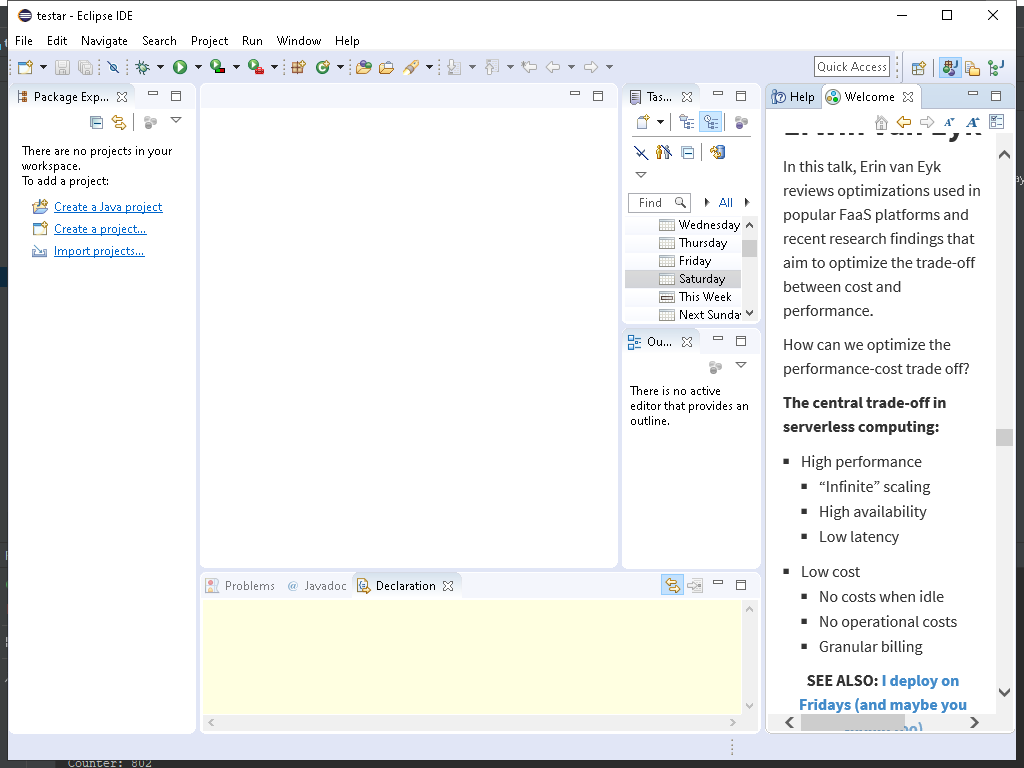 testar - Eclipse IDE
File Edit Navigate Search Project Run Window Help
Quick Access
Package Exp...
There are no projects in your
workspace.
To add a project:
Create a Java project
Create a project...
Import projects...
Tas...
Find
All
Wednesday
Thursday
Friday
Saturday
This Week
Next Sunda
Ou...
There is no active
editor that provides an
outline.
Help Welcome
Erwin van Eyk
In this talk, Erin van Eyk
reviews optimizations used in
popular FaaS platforms and
recent research findings that
aim to optimize the trade-off
between cost and
performance.
How can we optimize the
performance-cost trade off?
The central trade-off in
serverless computing:
High performance
“Infinite” scaling
High availability
Low latency
Low cost
No costs when idle
No operational costs
Granular billing
SEE ALSO: I deploy on
Fridays (and maybe you
Problems @ Javadoc Declaration
Counter: 802